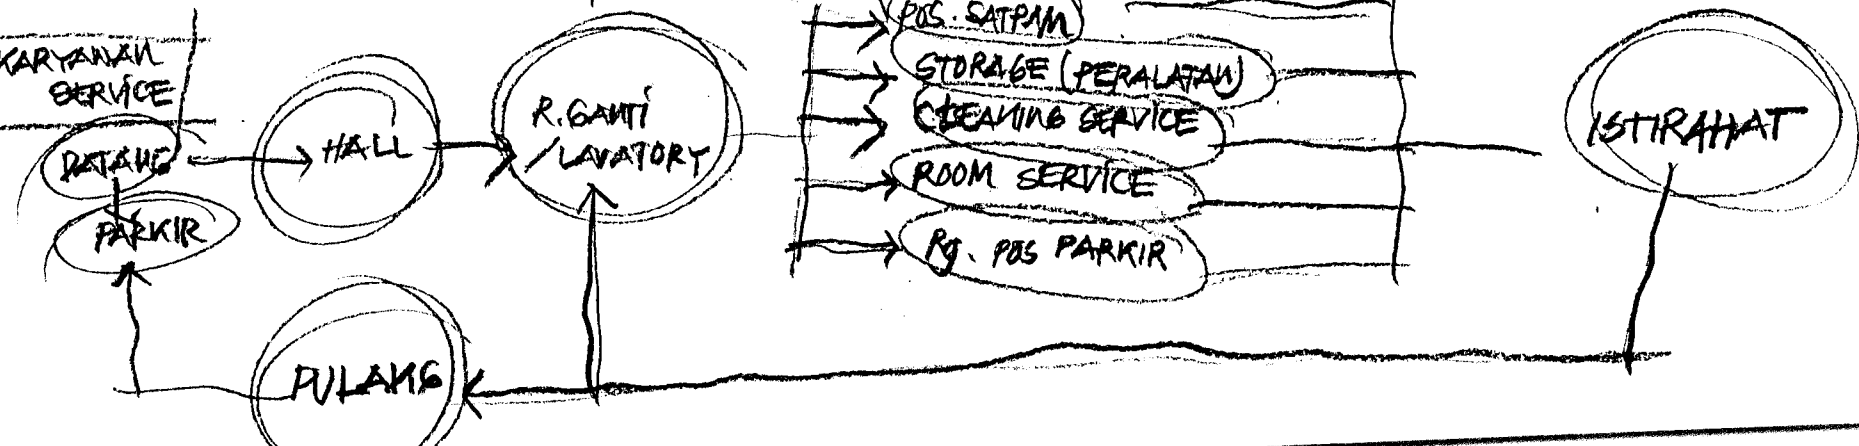 KARYAWAN
SERVICE
DATANG
PARKIR
HALL
R.GANTI
/LAVATORY
POS. SATPAM
STORAGE (PERALATAN)
CLEANING SERVICE
ROOM SERVICE
Rg. POS PARKIR
ISTIRAHAT
PULANG